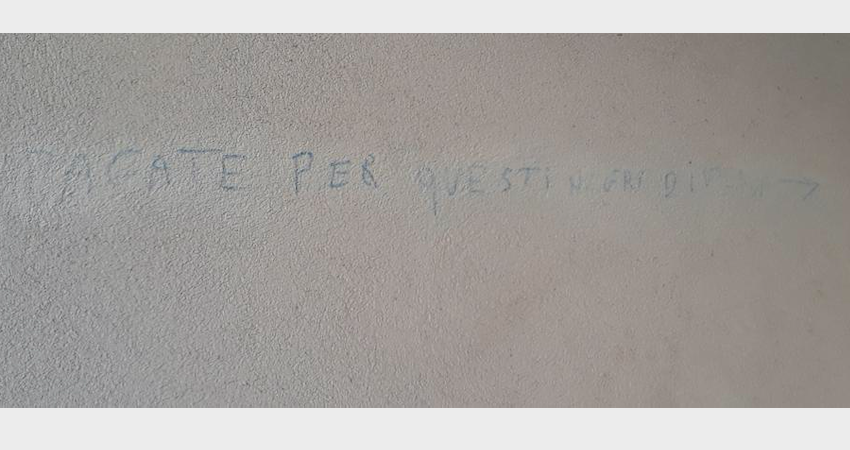 PAGATE PER QUESTI NEGRI DI